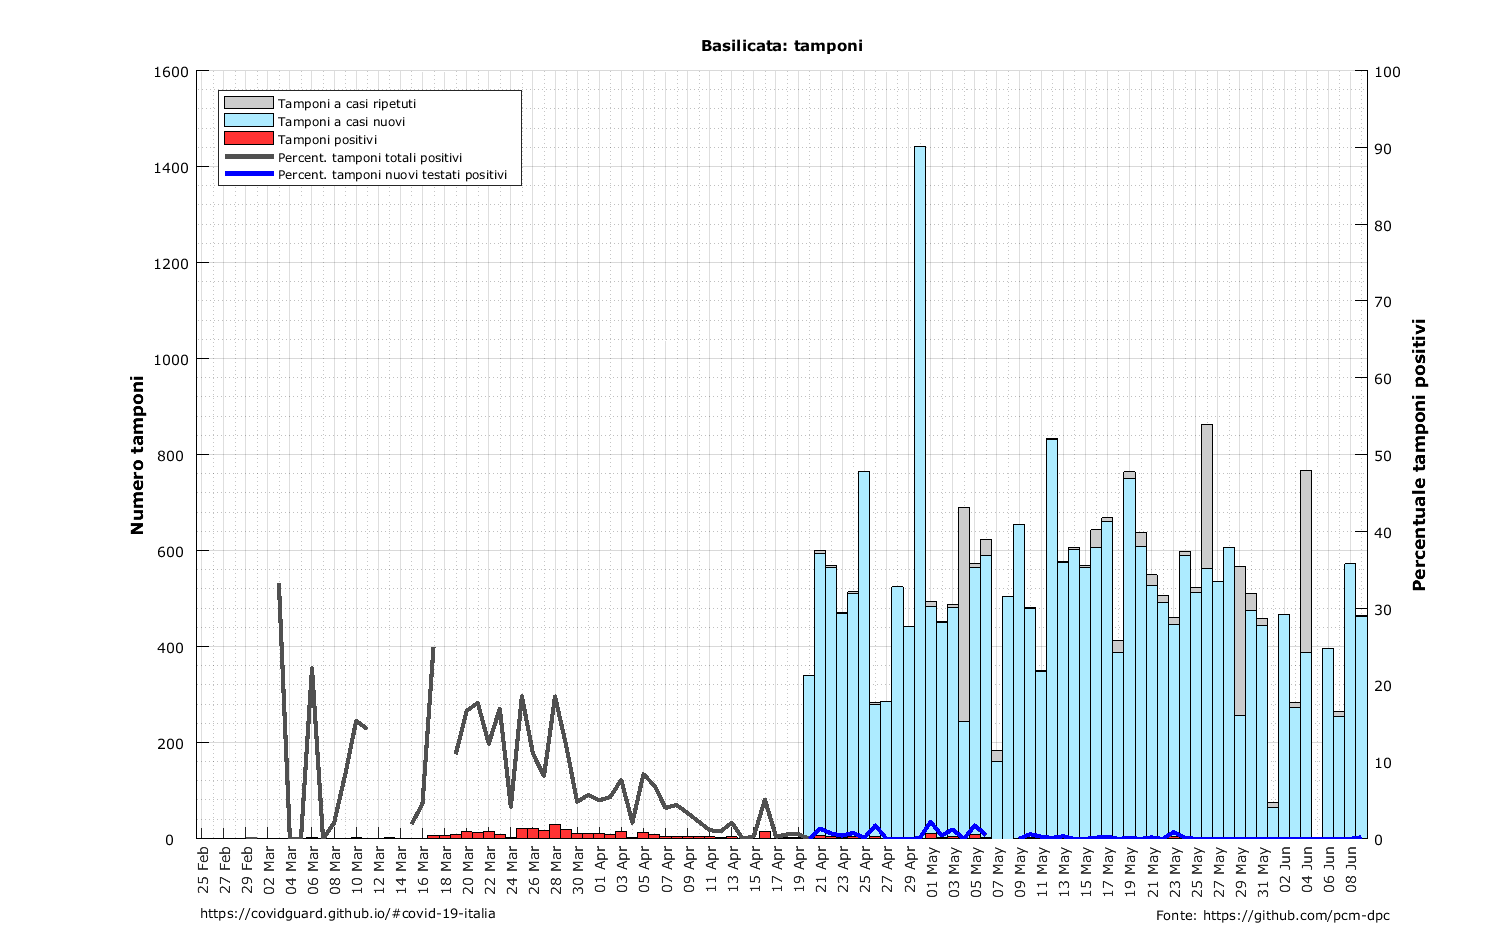 Basilicata: tamponi
Numero tamponi
1600
1400
1200
1000
800
600
400
200
0
Tamponi a casi ripetuti
Tamponi a casi nuovi
Tamponi positivi
Percent. tamponi totali positivi
Percent. tamponi nuovi testati positivi
100
90
80
70
60
50
40
30
20
10
0
Percentuale tamponi positivi
25 Feb
27 Feb
29 Feb
02 Mar
04 Mar
06 Mar
08 Mar
10 Mar
12 Mar
14 Mar
16 Mar
18 Mar
20 Mar
22 Mar
24 Mar
26 Mar
28 Mar
30 Mar
01 Apr
03 Apr
05 Apr
07 Apr
09 Apr
11 Apr
13 Apr
15 Apr
17 Apr
19 Apr
21 Apr
23 Apr
25 Apr
27 Apr
29 Apr
01 May
03 May
05 May
07 May
09 May
11 May
13 May
15 May
17 May
19 May
21 May
23 May
25 May
27 May
29 May
31 May
02 Jun
04 Jun
06 Jun
08 Jun
https://covidguard.github.io/#covid-19-italia
Fonte: https://github.com/pcm-dpc